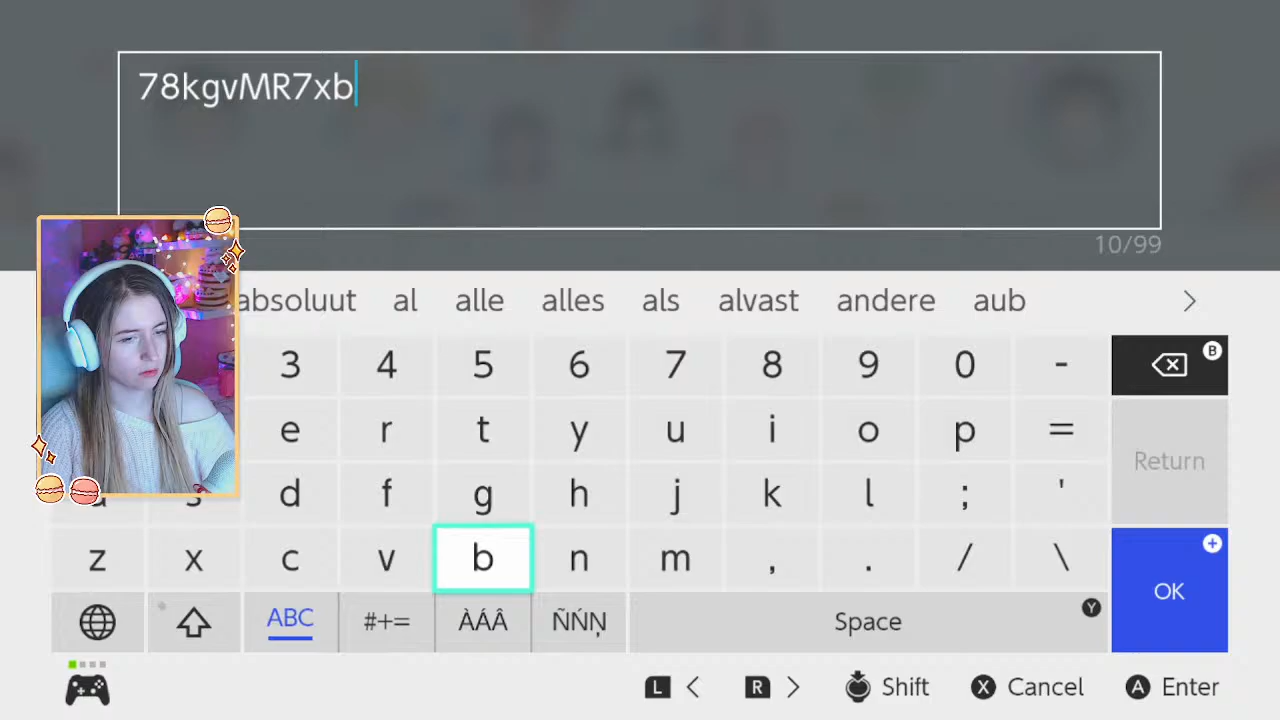 78kgvMR7xb
10/99
absoluut al alle alles als alvast andere aub
3 4 5 6 7 8 9 0 - B
e r t y u i o p = Return
d f g h j k l ; '
z x c v b n m , . / \ + OK
ABC #+= ÀÁÂ ÑŃŅ Space Y
L R Shift X Cancel A Enter